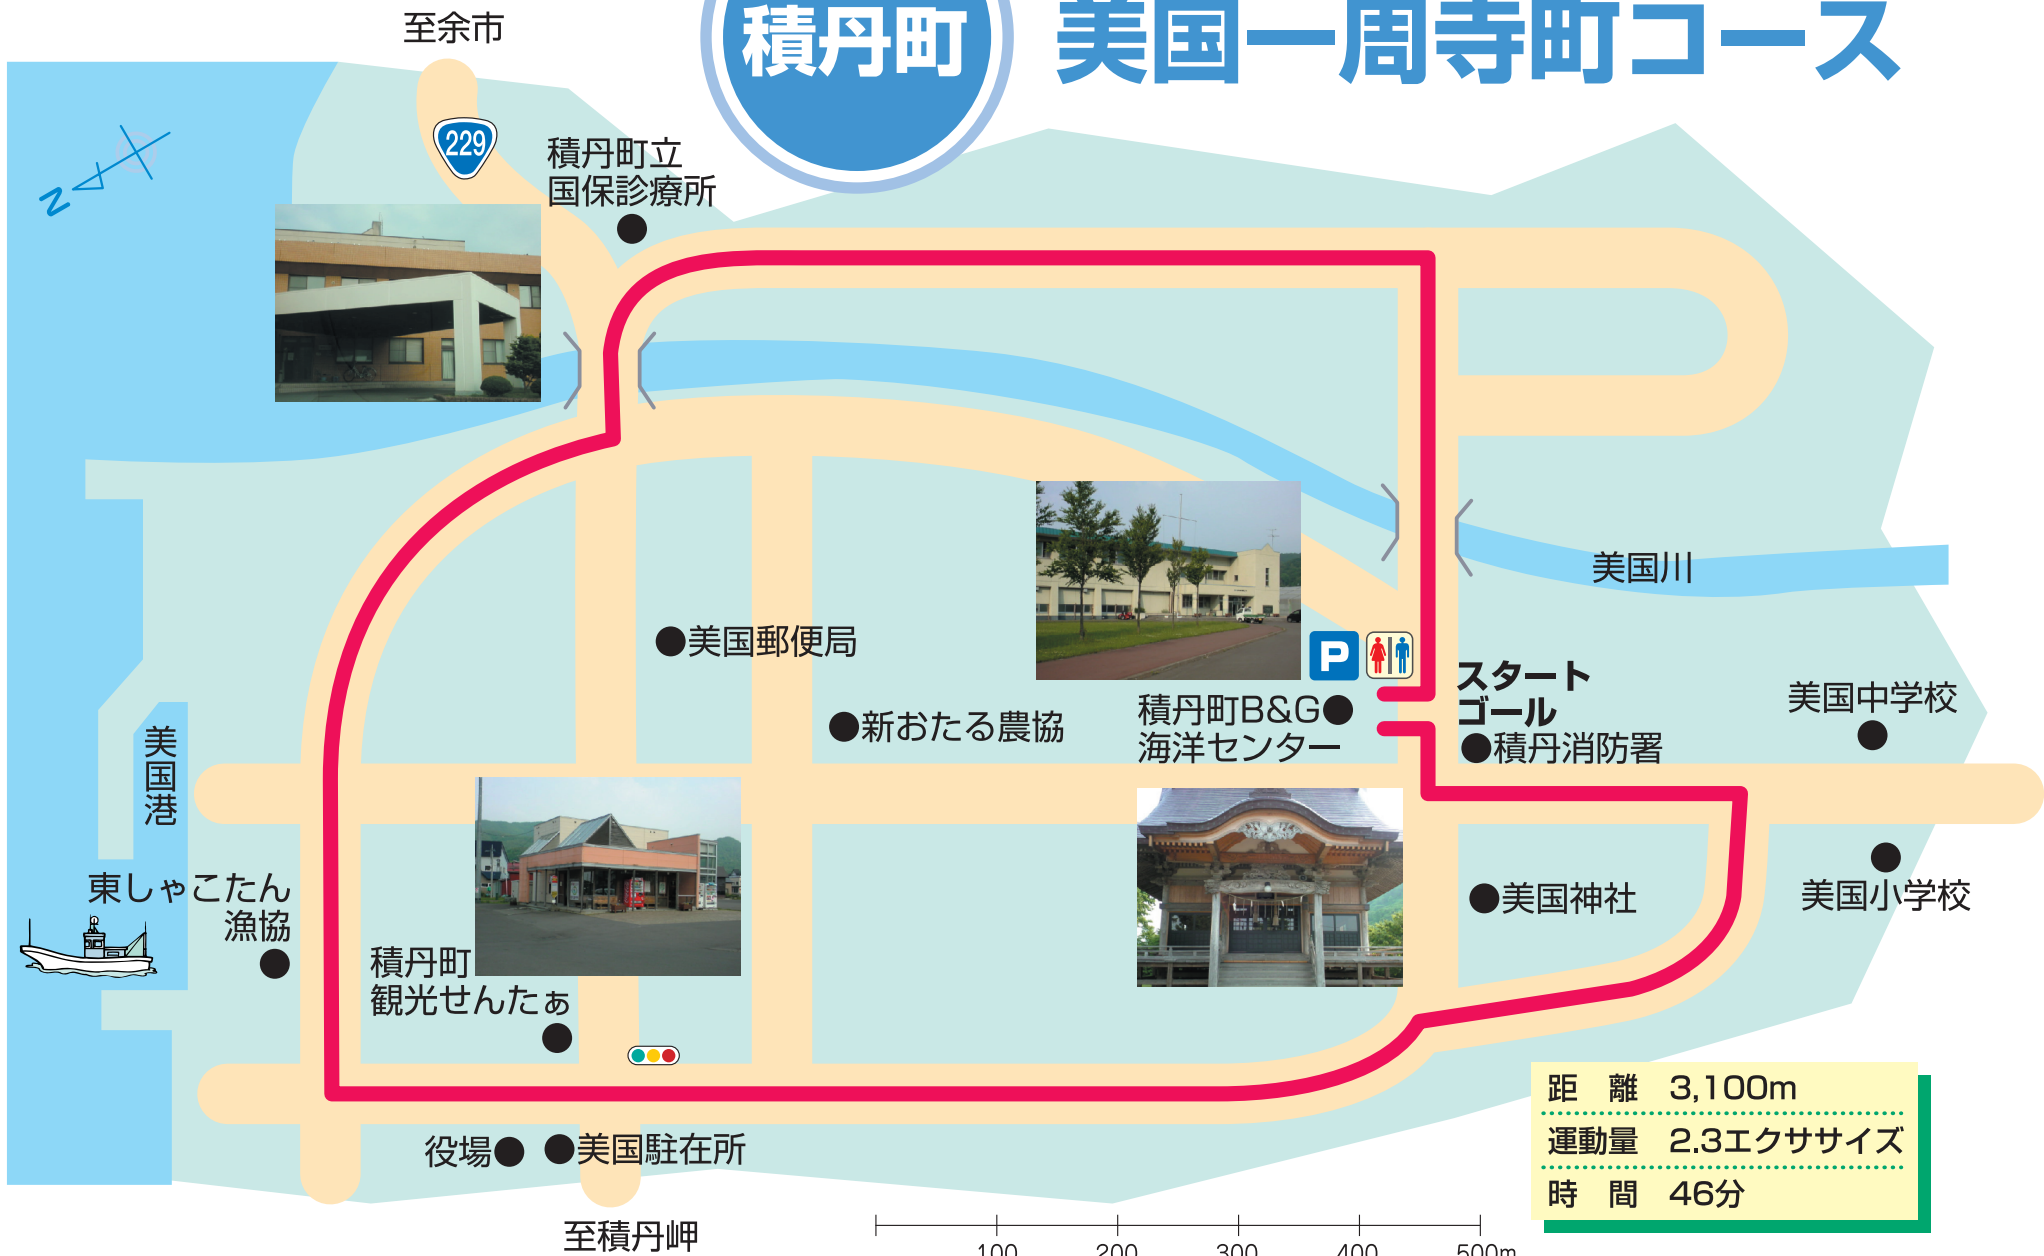 至余市
積丹町
美国一周寺町コース
229
積丹町立
国保診療所
N
美国川
美国郵便局
P
スタート
ゴール
積丹町B&G
海洋センター
新おたる農協
積丹消防署
美国中学校
美国港
東しゃこたん
漁協
美国神社
美国小学校
積丹町
観光せんたぁ
役場
美国駐在所
至積丹岬
距　離　3,100m
運動量　2.3エクササイズ
時　間　46分
100 200 300 400 500m